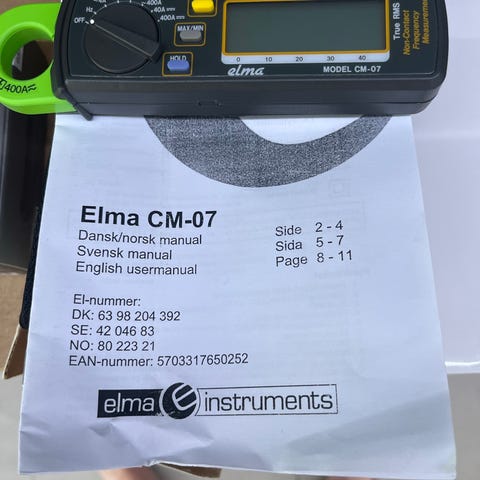 400A
40A
400A
Hz
OFF
MAX/MIN
HOLD
/400A
0 10 20 30 40
elma MODEL CM-07
True RMS
Non-Contact
Frequency
Measurement
Elma CM-07
Dansk/norsk manual Side 2 - 4
Svensk manual Sida 5 - 7
English usermanual Page 8 - 11
El-nummer:
DK: 63 98 204 392
SE: 42 046 83
NO: 80 223 21
EAN-nummer: 5703317650252
elma instruments